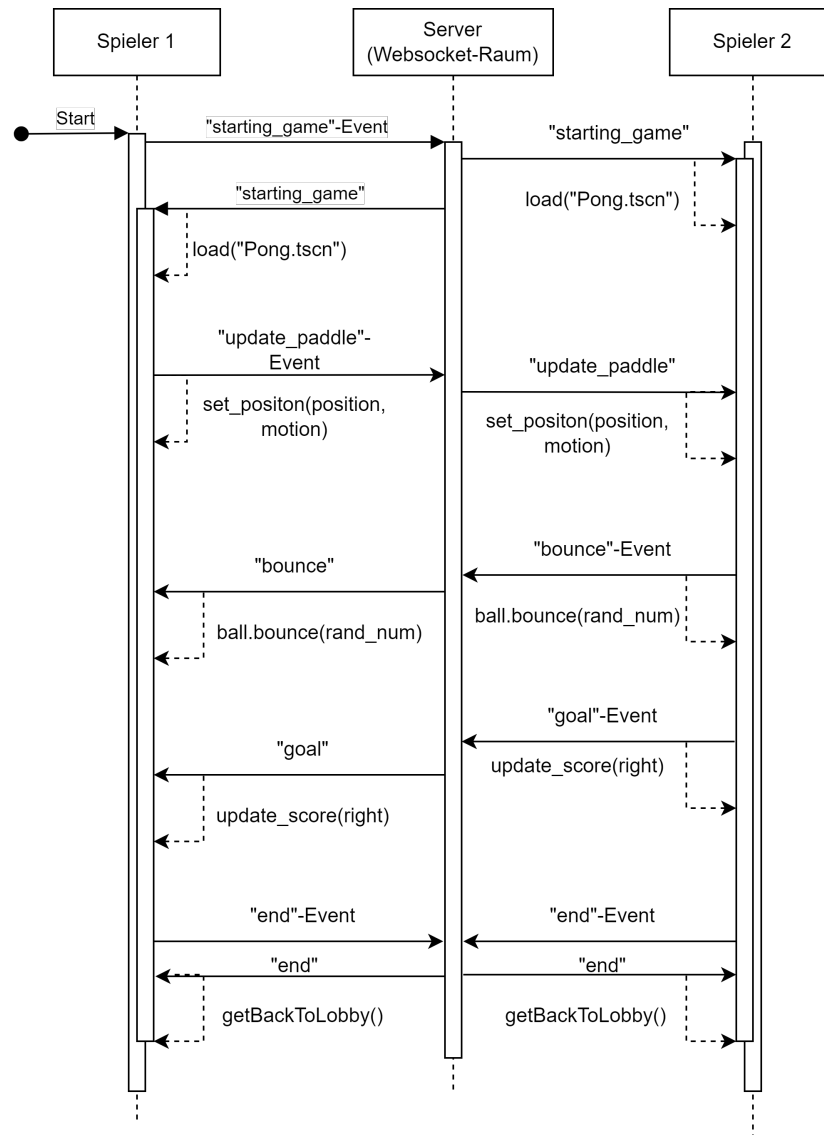 Spieler 1
Server
(Websocket-Raum)
Spieler 2
Start
"starting_game"-Event
"starting_game"
"starting_game"
load("Pong.tscn")
load("Pong.tscn")
"update_paddle"-
Event
"update_paddle"
set_positon(position,
motion)
set_positon(position,
motion)
"bounce"-Event
"bounce"
ball.bounce(rand_num)
ball.bounce(rand_num)
"goal"-Event
"goal"
update_score(right)
update_score(right)
"end"-Event
"end"-Event
"end"
"end"
getBackToLobby()
getBackToLobby()